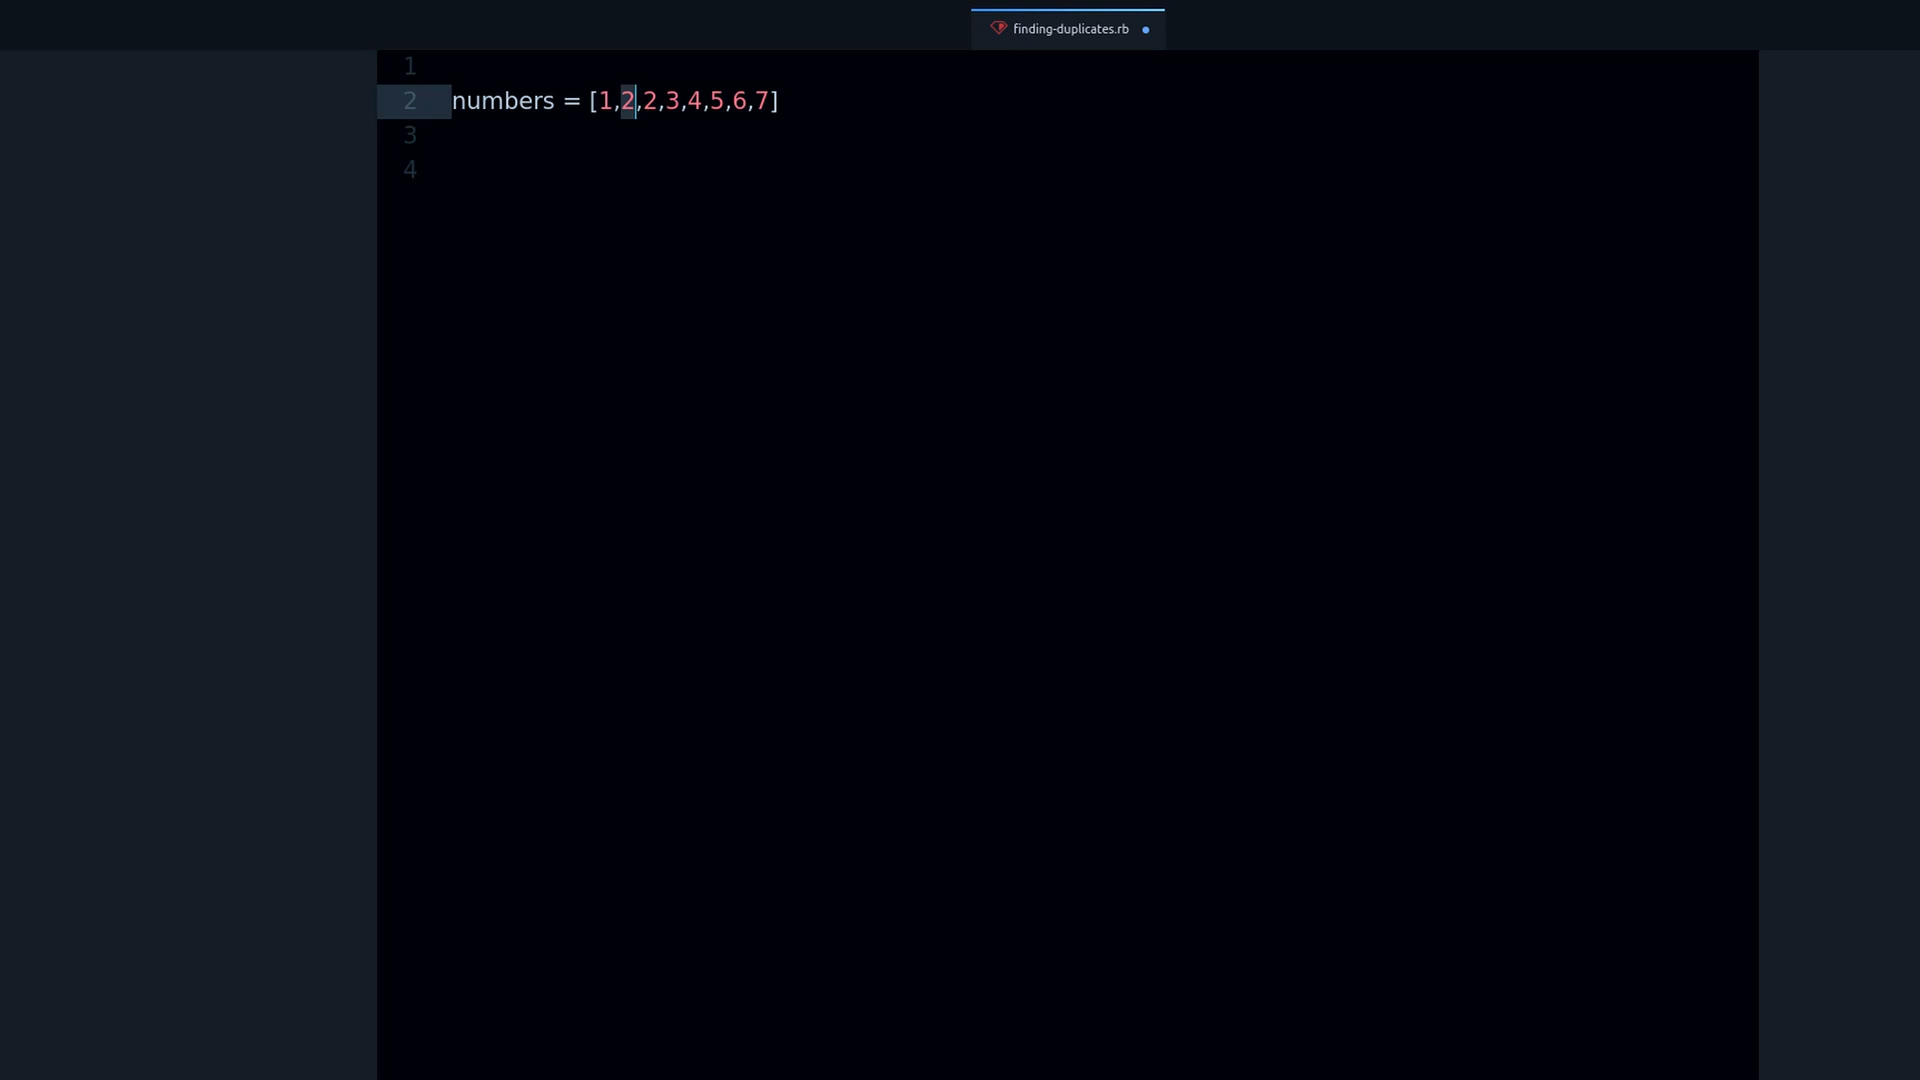 finding-duplicates.rb
1
2 numbers = [1,2,2,3,4,5,6,7]
3
4